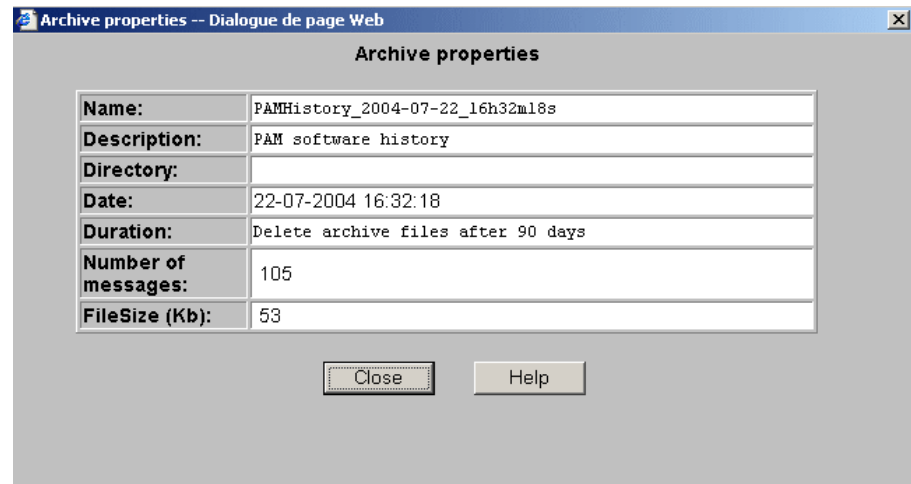 Archive properties -- Dialogue de page Web
Archive properties
Name: PAMHistory_2004-07-22_16h32m18s
Description: PAM software history
Directory:
Date: 22-07-2004 16:32:18
Duration: Delete archive files after 90 days
Number of messages: 105
FileSize (Kb): 53
Close Help